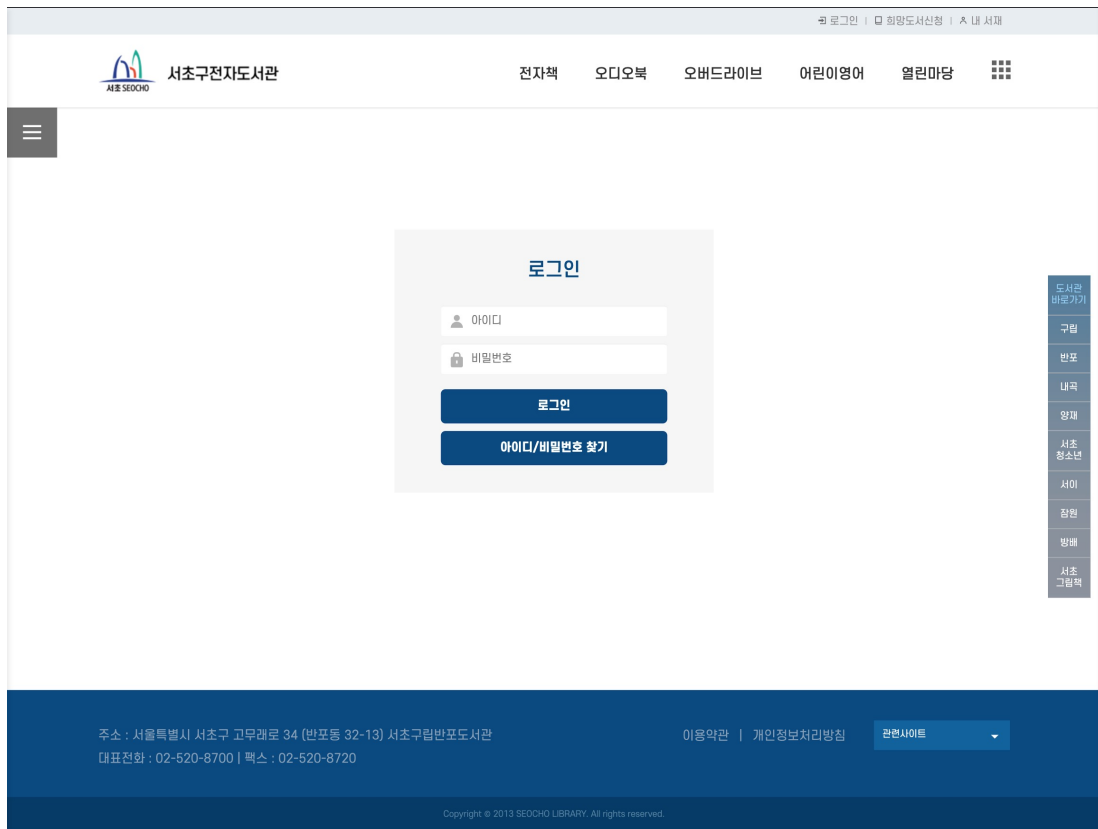 로그인 | 희망도서신청 | 내 서재
서초 SEOCHO
서초구전자도서관
전자책 오디오북 오버드라이브 어린이영어 열린마당
로그인
아이디
비밀번호
로그인
아이디/비밀번호 찾기
도서관
바로가기
구립
반포
내곡
양재
서초
청소년
서이
잠원
방배
서초
그림책
주소 : 서울특별시 서초구 고무래로 34 (반포동 32-13) 서초구립반포도서관
대표전화 : 02-520-8700 | 팩스 : 02-520-8720
이용약관 | 개인정보처리방침
관련사이트
Copyright © 2013 SEOCHO LIBRARY. All rights reserved.